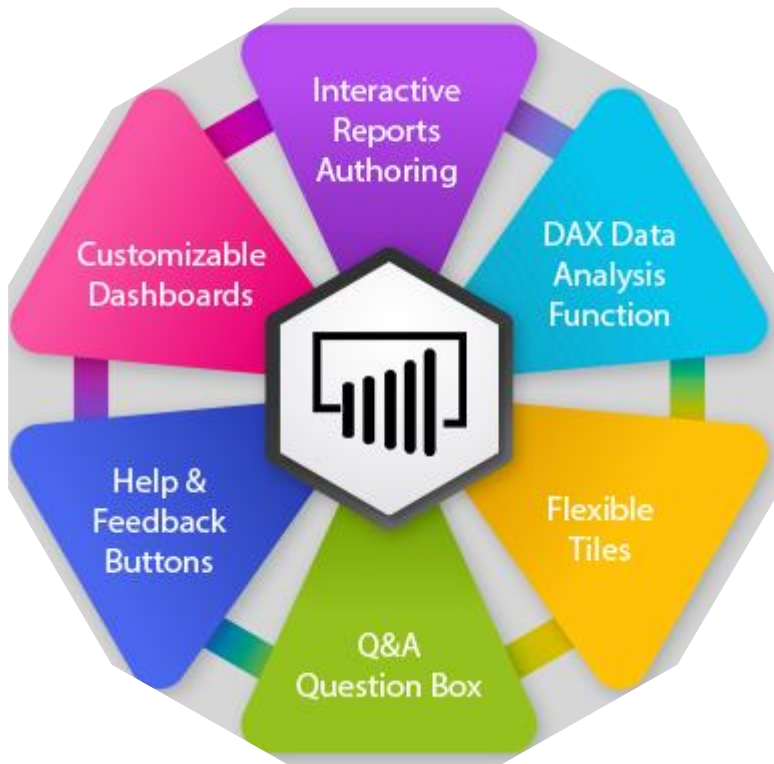 Interactive
Reports
Authoring
DAX Data
Analysis
Function
Flexible
Tiles
Q&A
Question Box
Help &
Feedback
Buttons
Customizable
Dashboards